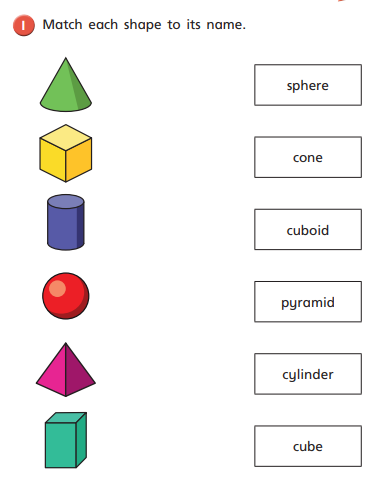 1 Match each shape to its name.
sphere
cone
cuboid
pyramid
cylinder
cube